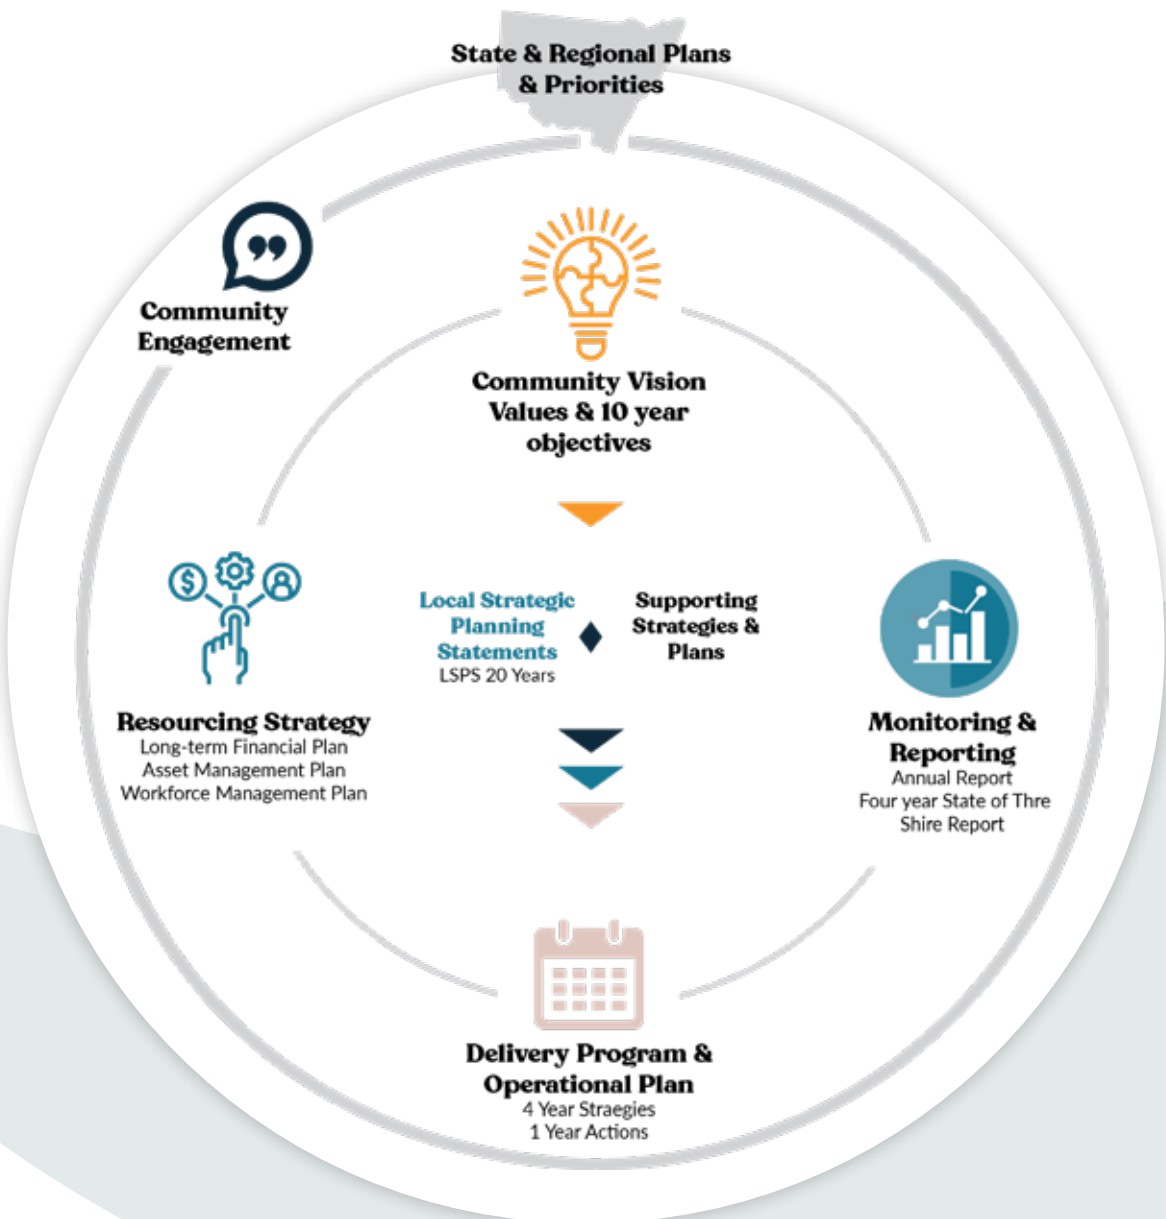 State & Regional Plans
& Priorities
Community
Engagement
Community Vision
Values & 10 year
objectives
Local Strategic
Planning
Statements
LSPS 20 Years
Supporting
Strategies &
Plans
Resourcing Strategy
Long-term Financial Plan
Asset Management Plan
Workforce Management Plan
Monitoring &
Reporting
Annual Report
Four year State of Thre
Shire Report
Delivery Program &
Operational Plan
4 Year Straegies
1 Year Actions